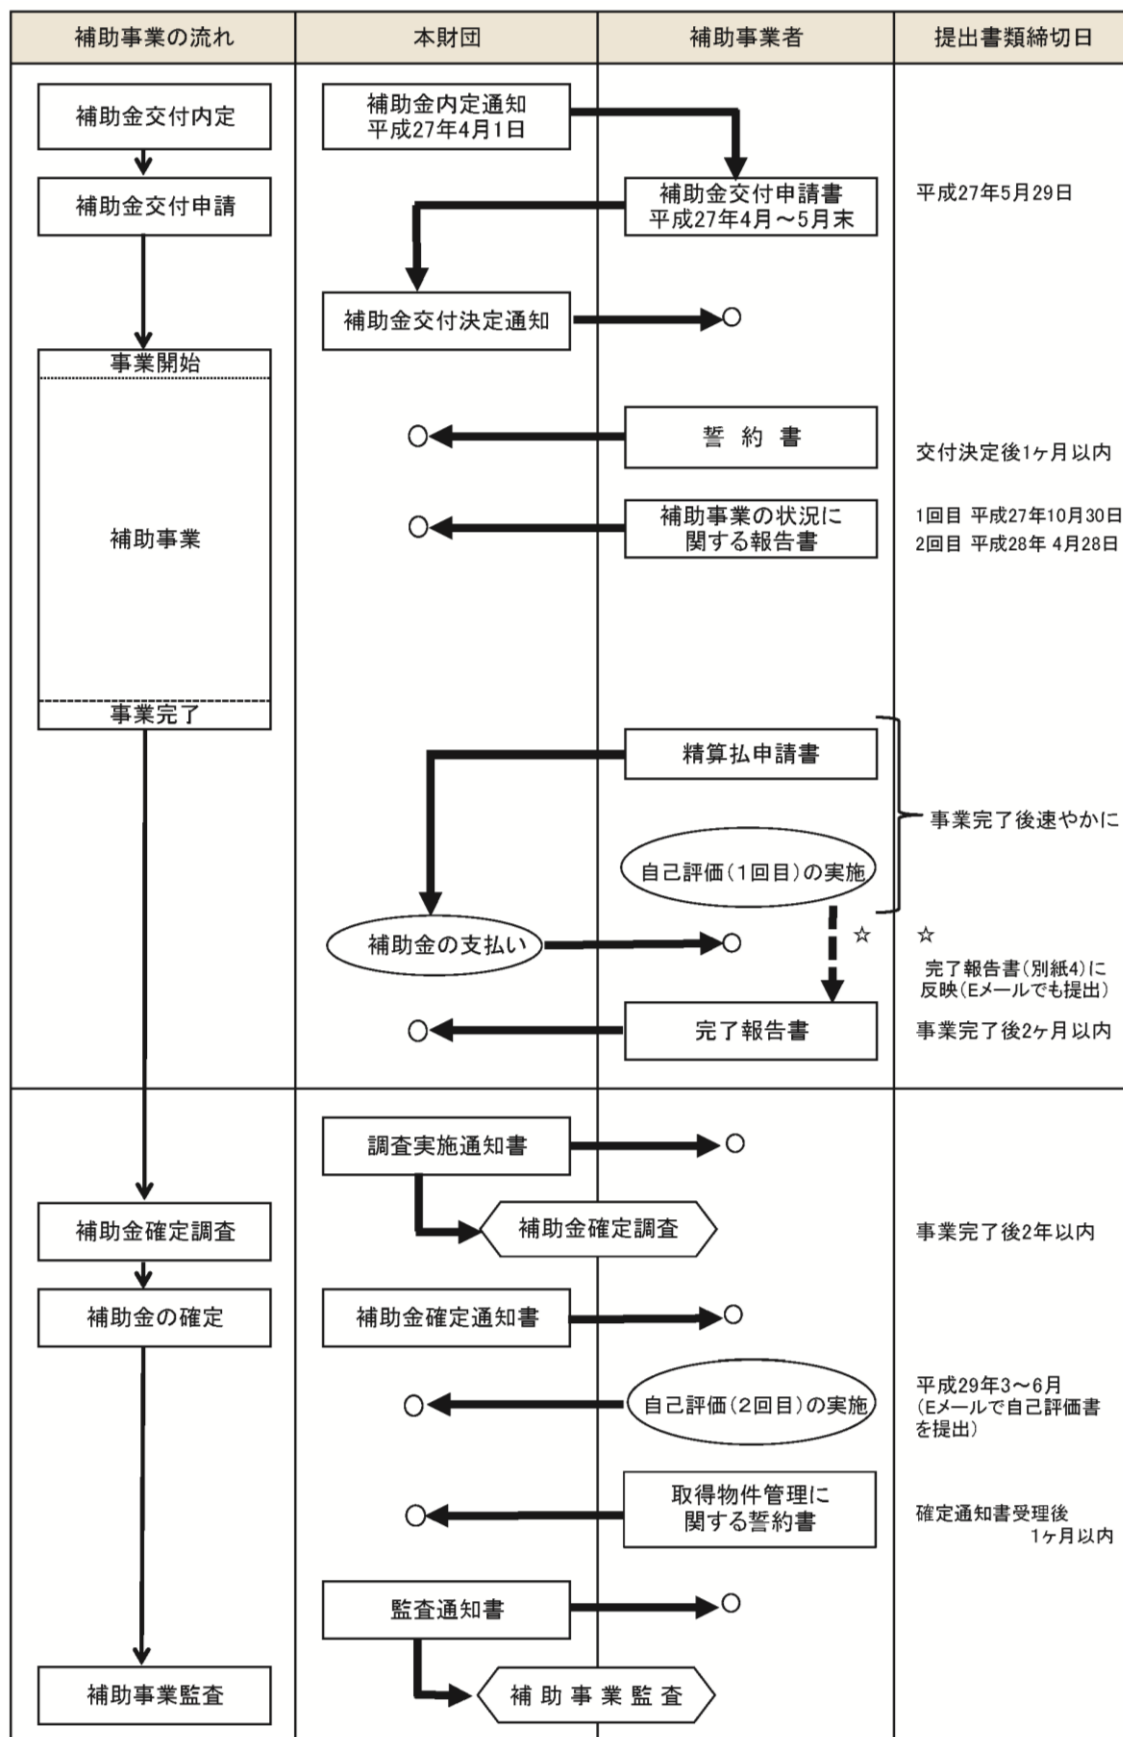 補助事業の流れ
本財団
補助事業者
提出書類締切日
補助金交付内定
補助金内定通知
平成27年4月1日
補助金交付申請
補助金交付申請書
平成27年4月～5月末
平成27年5月29日
補助金交付決定通知
事業開始
誓 約 書
交付決定後1ヶ月以内
補助事業
補助事業の状況に
関する報告書
1回目 平成27年10月30日
2回目 平成28年 4月28日
事業完了
精算払申請書
事業完了後速やかに
自己評価(1回目)の実施
補助金の支払い
☆
☆
完了報告書(別紙4)に
反映(Eメールでも提出)
完了報告書
事業完了後2ヶ月以内
調査実施通知書
補助金確定調査
補助金確定調査
事業完了後2年以内
補助金の確定
補助金確定通知書
自己評価(2回目)の実施
平成29年3～6月
(Eメールで自己評価書
を提出)
取得物件管理に
関する誓約書
確定通知書受理後
1ヶ月以内
監査通知書
補助事業監査
補 助 事 業 監 査